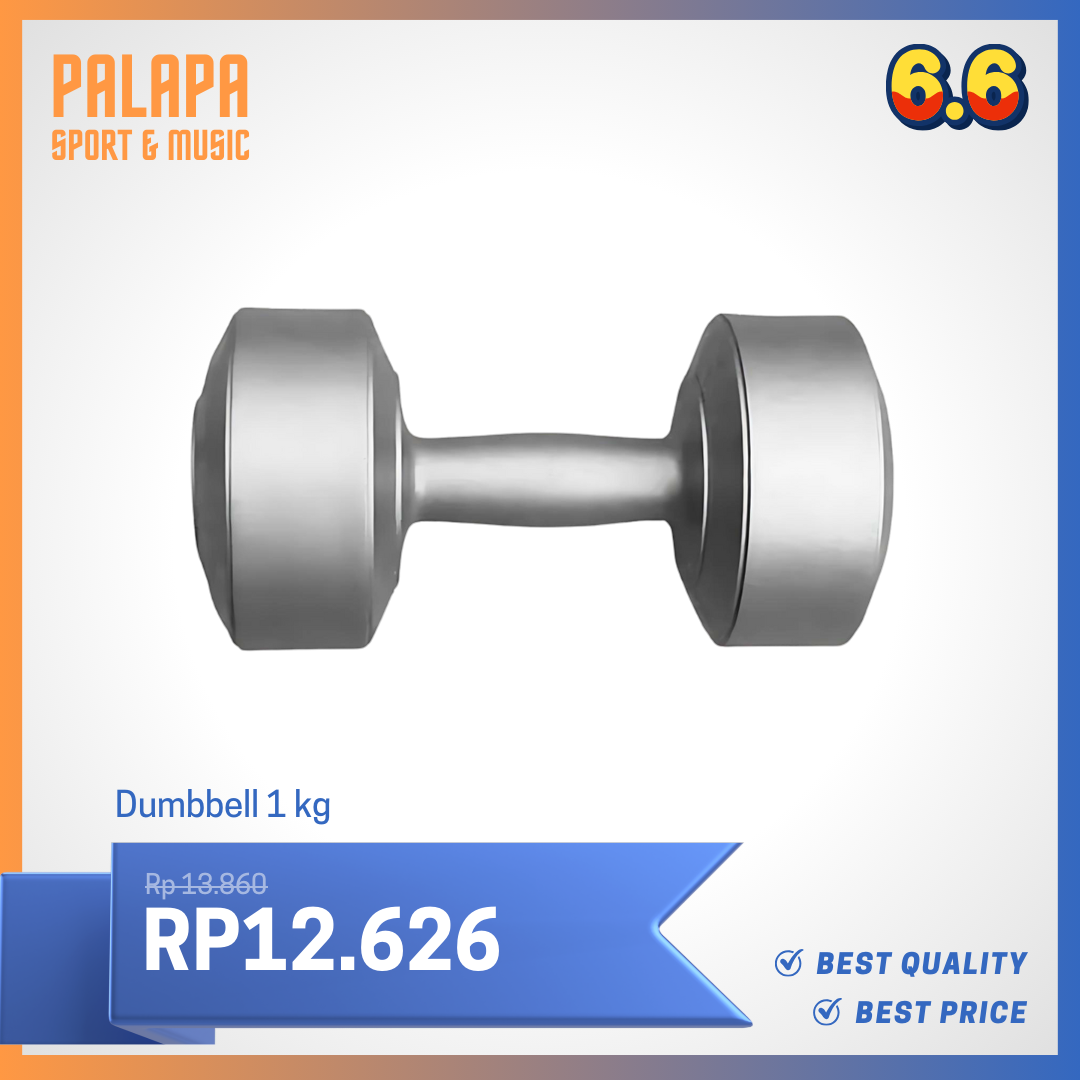 PALAPA
SPORT & MUSIC
6.6
Dumbbell 1 kg
Rp 13.860
RP12.626
BEST QUALITY
BEST PRICE